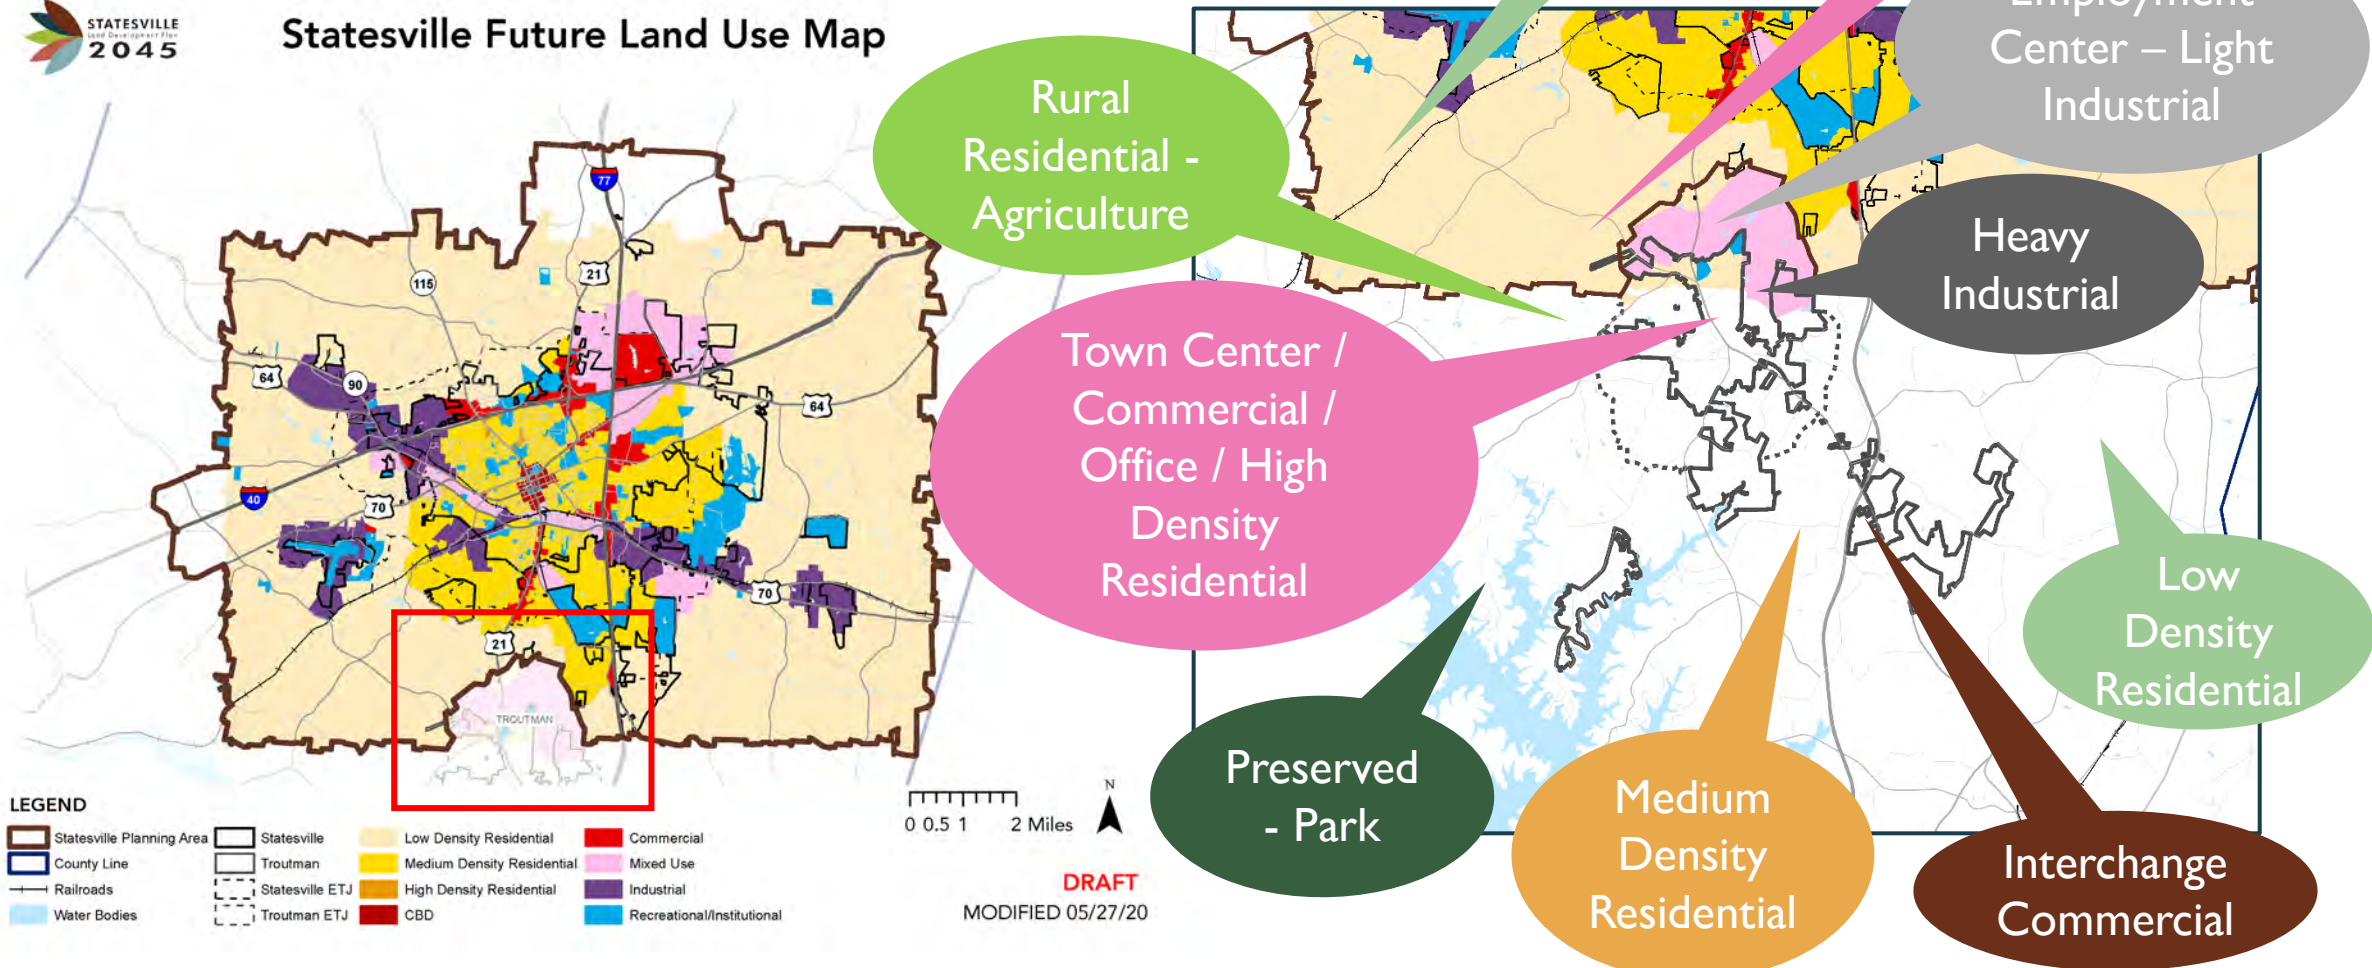 STATESVILLE
Land Development Plan
2045
Statesville Future Land Use Map
77
115
21
64
90
64
40
70
70
21
TROUTMAN
LEGEND
Statesville Planning Area
County Line
Railroads
Water Bodies
Statesville
Troutman
Statesville ETJ
Troutman ETJ
Low Density Residential
Medium Density Residential
High Density Residential
CBD
Commercial
Mixed Use
Industrial
Recreational/Institutional
0 0.5 1 2 Miles
N
DRAFT
MODIFIED 05/27/20
Rural
Residential -
Agriculture
Employment
Center – Light
Industrial
Heavy
Industrial
Town Center /
Commercial /
Office / High
Density
Residential
Low
Density
Residential
Preserved
- Park
Medium
Density
Residential
Interchange
Commercial